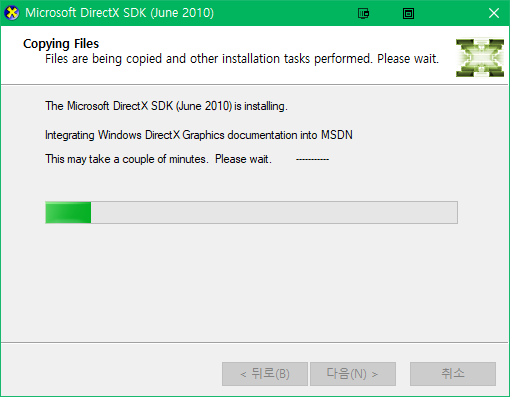 Microsoft DirectX SDK (June 2010)
Copying Files
Files are being copied and other installation tasks performed. Please wait.
The Microsoft DirectX SDK (June 2010) is installing.
Integrating Windows DirectX Graphics documentation into MSDN
This may take a couple of minutes. Please wait. -----------
< 뒤로(B) 다음(N) > 취소